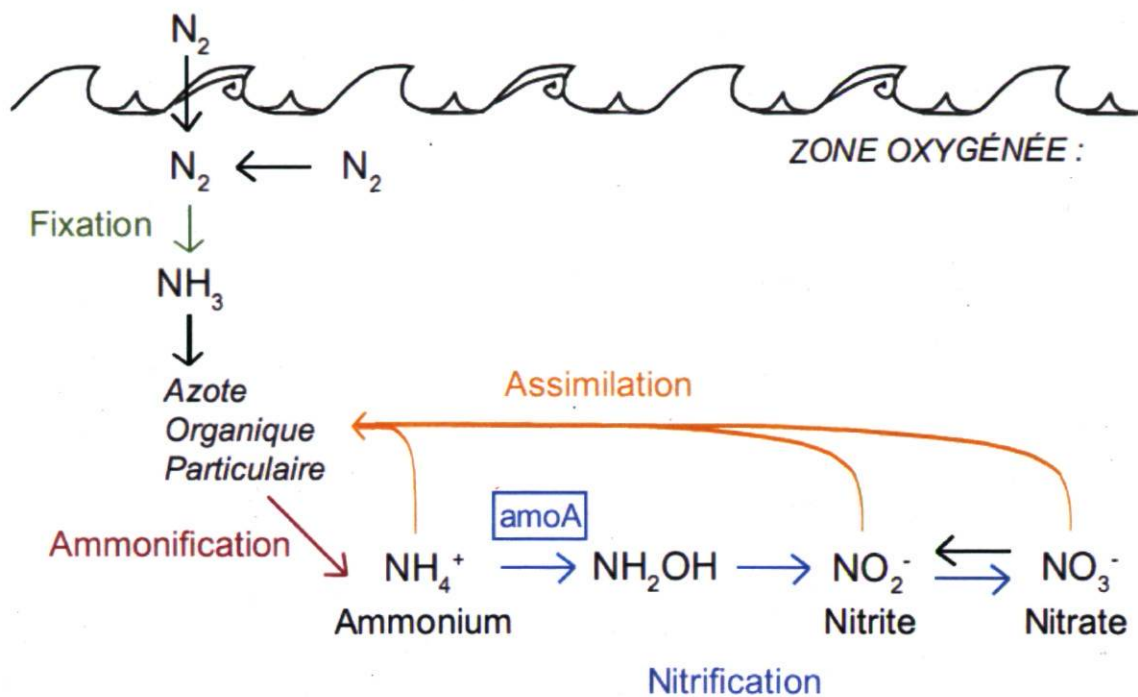 N₂
ZONE OXYGÉNÉE :
N₂ N₂
Fixation
NH₃
Azote
Organique
Particulaire
Assimilation
amoA
Ammonification
NH₄⁺ NH₂OH NO₂⁻ NO₃⁻
Ammonium Nitrite Nitrate
Nitrification